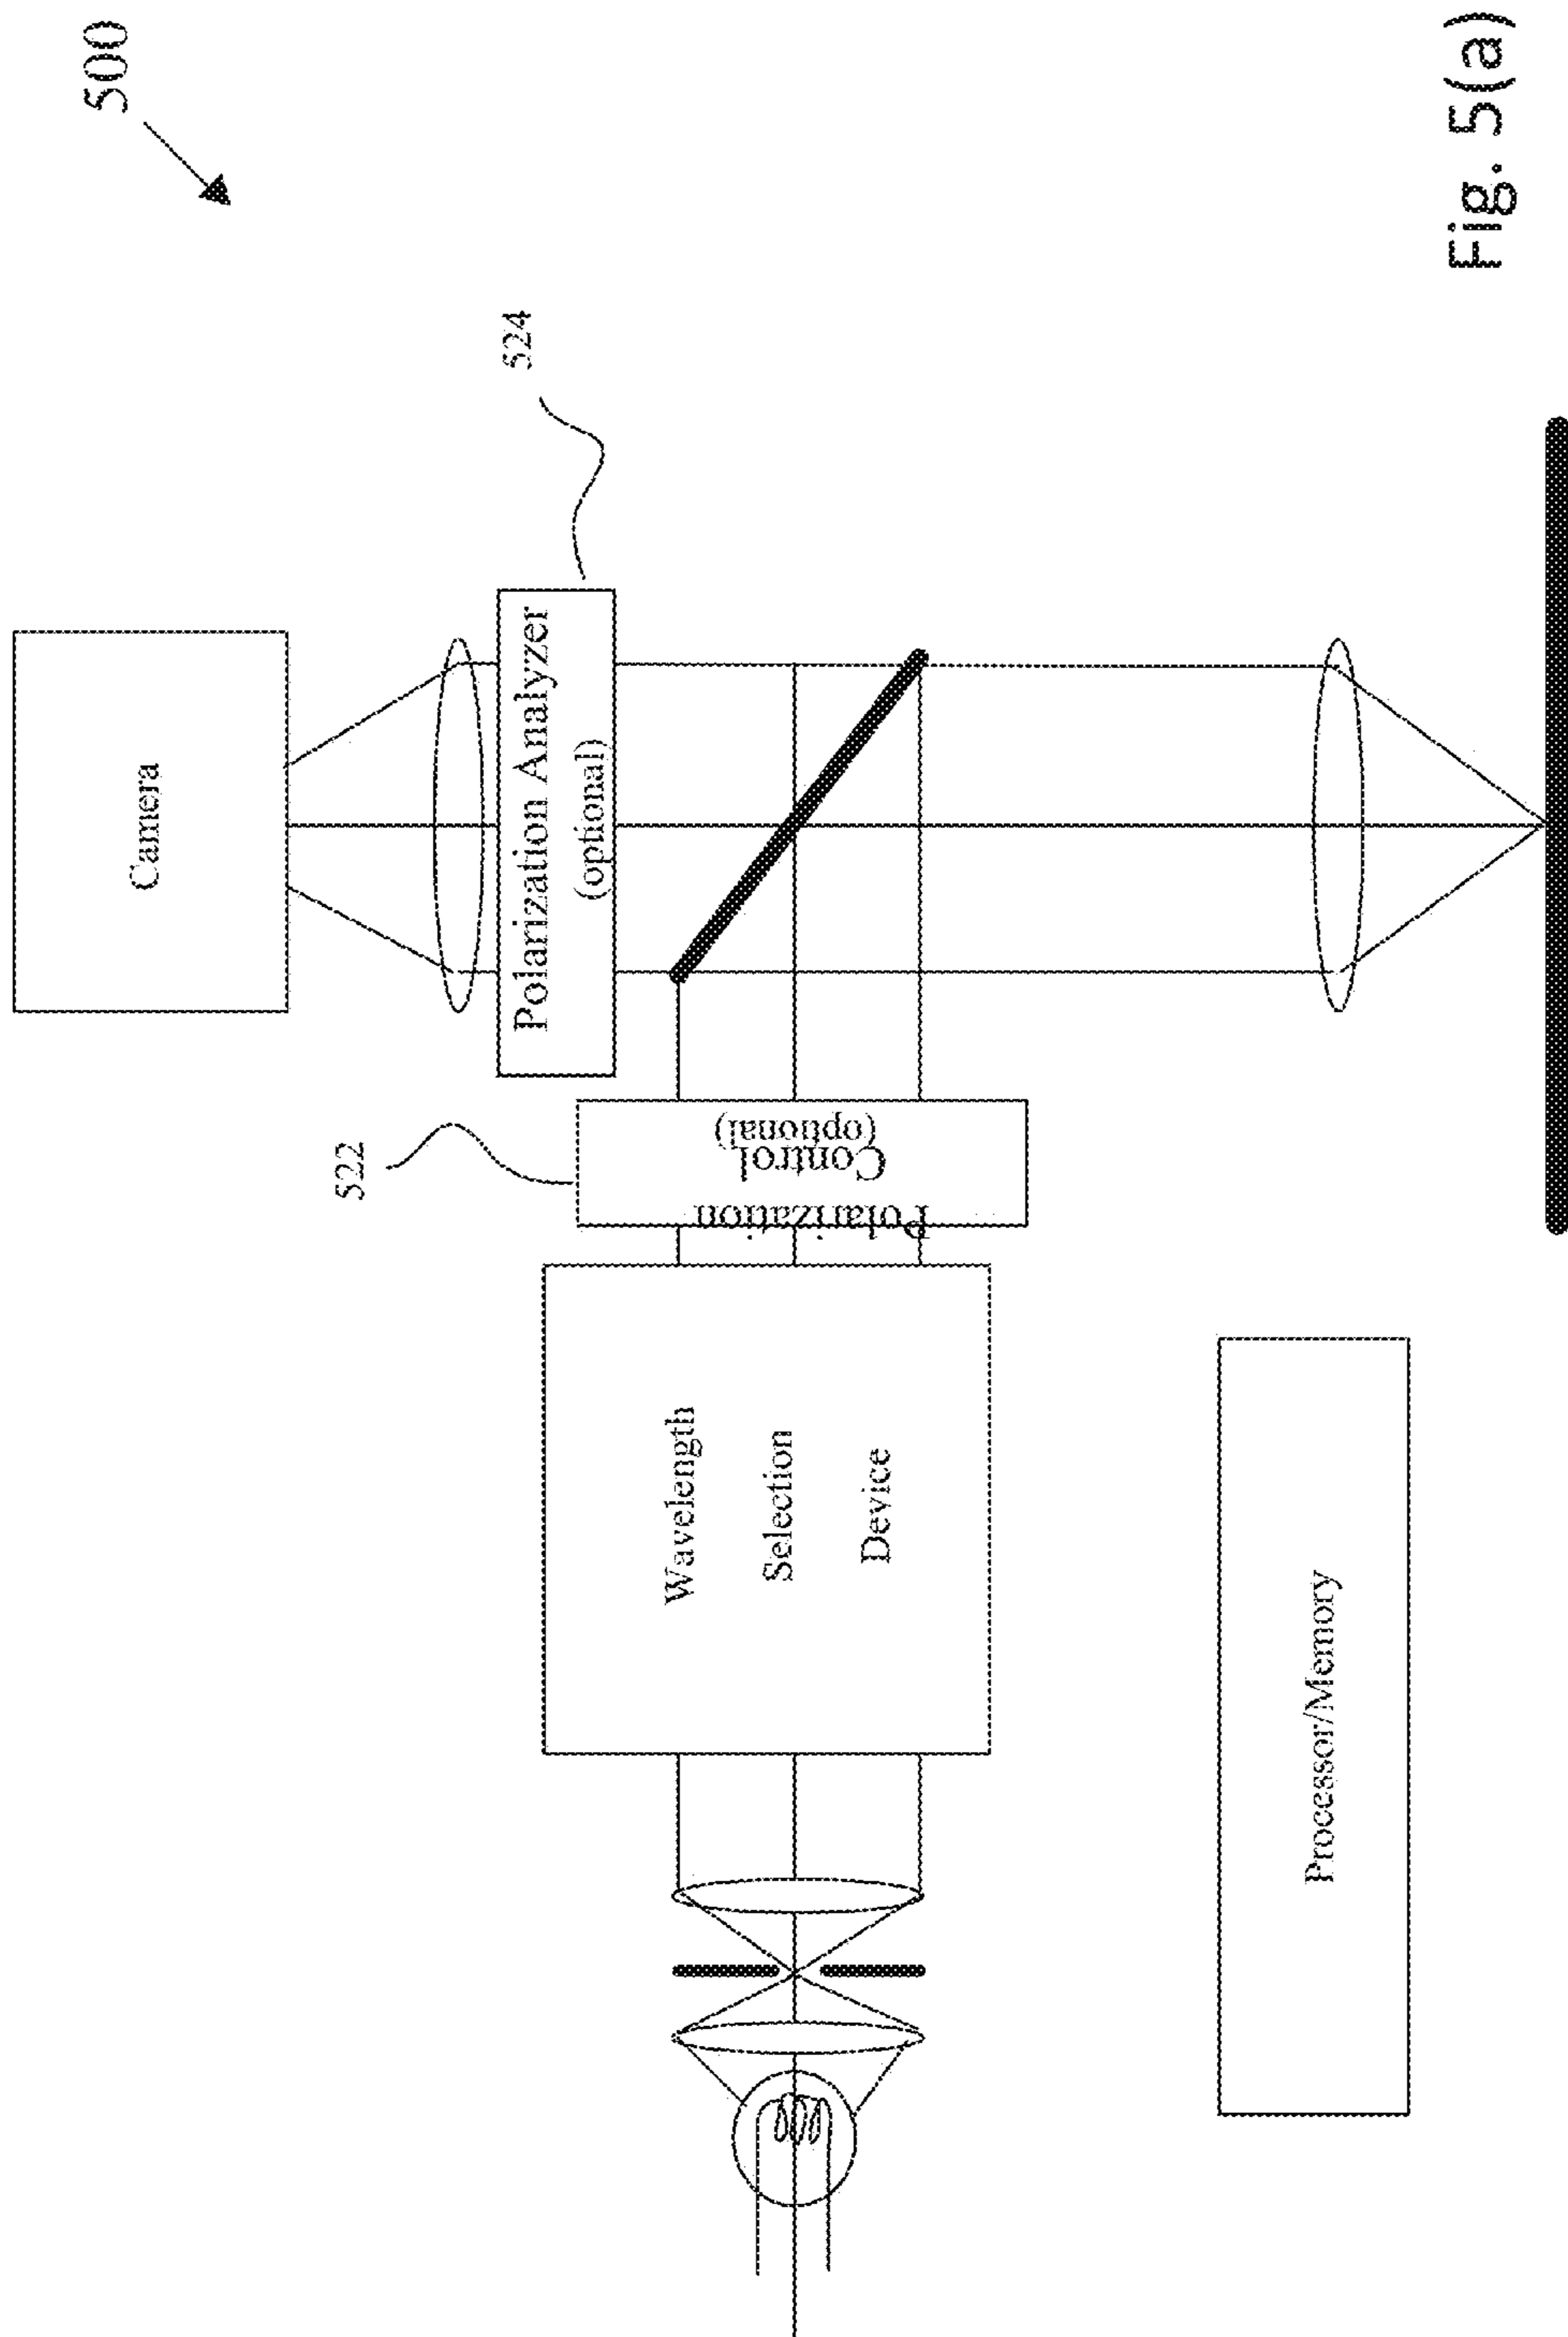 500
Camera
524
Polarization Analyzer
(optional)
522
Polarization
Control
(optional)
Wavelength
Selection
Device
Processor/Memory
Fig. 5(a)